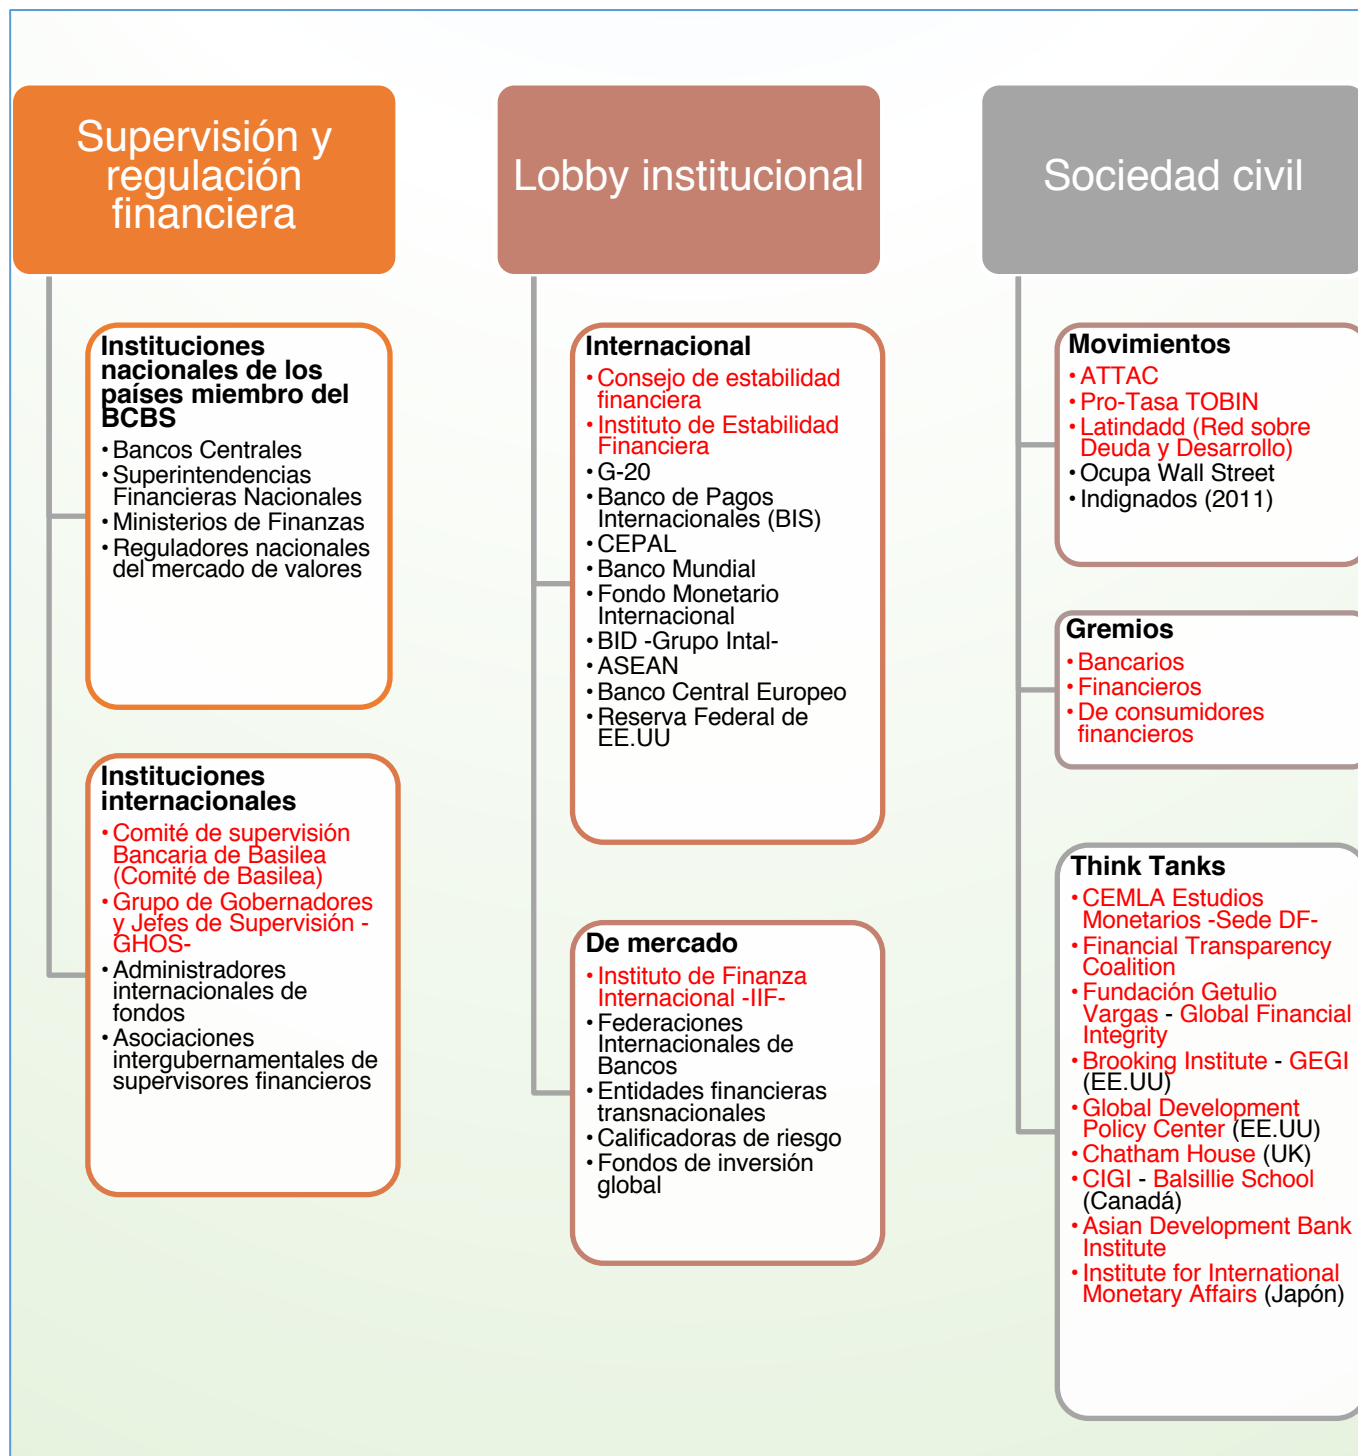 Supervisión y
regulación
financiera
Instituciones
nacionales de los
países miembro del
BCBS
• Bancos Centrales
• Superintendencias
Financieras Nacionales
• Ministerios de Finanzas
• Reguladores nacionales
del mercado de valores
Instituciones
internacionales
• Comité de supervisión
Bancaria de Basilea
(Comité de Basilea)
• Grupo de Gobernadores
y Jefes de Supervisión -
GHOS-
• Administradores
internacionales de
fondos
• Asociaciones
intergubernamentales de
supervisores financieros
Lobby institucional
Internacional
• Consejo de estabilidad
financiera
• Instituto de Estabilidad
Financiera
• G-20
• Banco de Pagos
Internacionales (BIS)
• CEPAL
• Banco Mundial
• Fondo Monetario
Internacional
• BID -Grupo Intal-
• ASEAN
• Banco Central Europeo
• Reserva Federal de
EE.UU
De mercado
• Instituto de Finanza
Internacional -IIF-
• Federaciones
Internacionales de
Bancos
• Entidades financieras
transnacionales
• Calificadoras de riesgo
• Fondos de inversión
global
Sociedad civil
Movimientos
• ATTAC
• Pro-Tasa TOBIN
• Latindadd (Red sobre
Deuda y Desarrollo)
• Ocupa Wall Street
• Indignados (2011)
Gremios
• Bancarios
• Financieros
• De consumidores
financieros
Think Tanks
• CEMLA Estudios
Monetarios -Sede DF-
• Financial Transparency
Coalition
• Fundación Getulio
Vargas - Global Financial
Integrity
• Brooking Institute - GEGI
(EE.UU)
• Global Development
Policy Center (EE.UU)
• Chatham House (UK)
• CIGI - Balsillie School
(Canadá)
• Asian Development Bank
Institute
• Institute for International
Monetary Affairs (Japón)